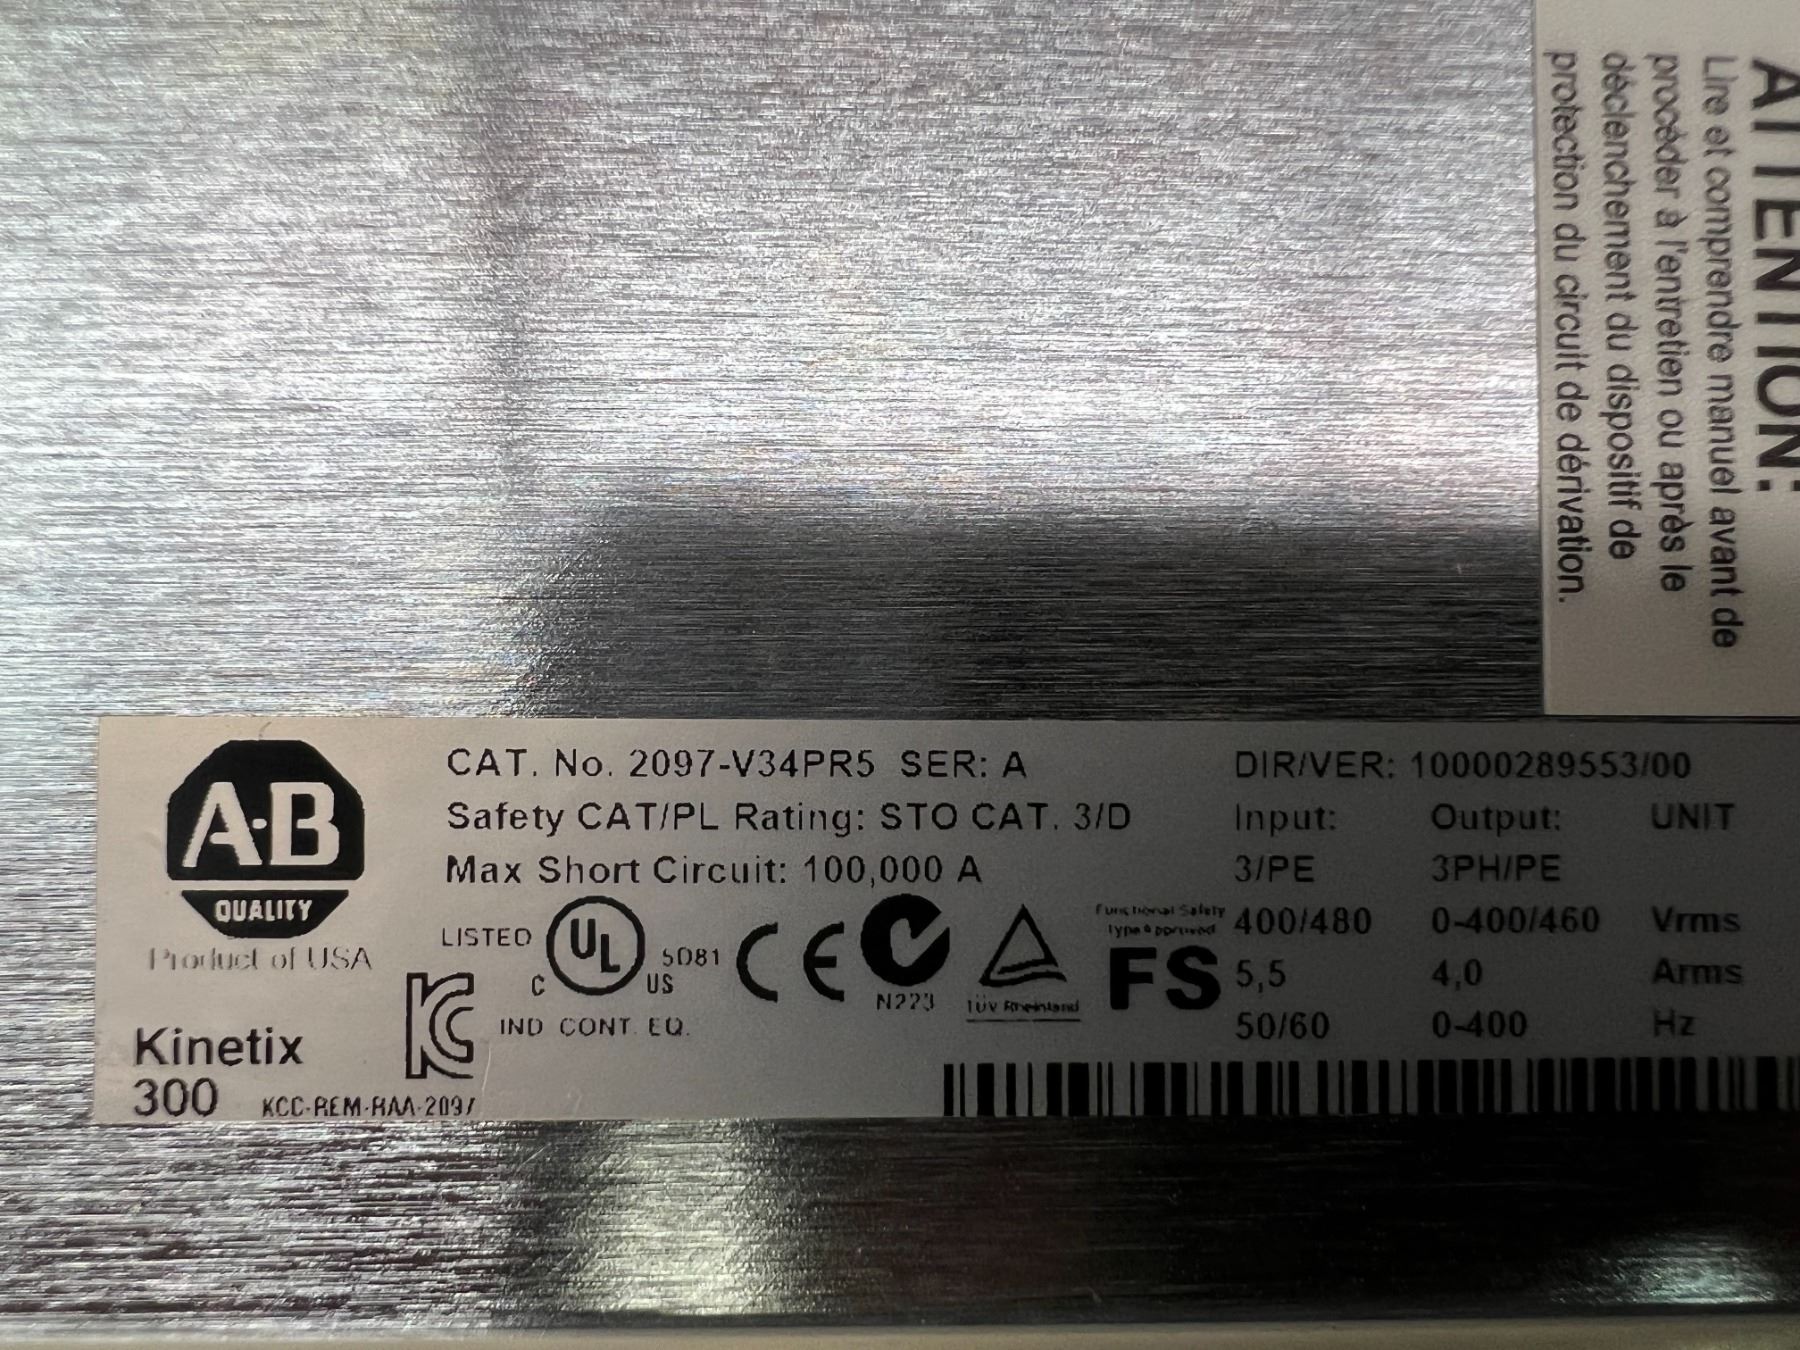 ATTENTION:
Lire et comprendre manuel avant de
procéder à l'entretien ou après le
déclenchement du dispositif de
protection du circuit de dérivation.
A·B
QUALITY
Product of USA
Kinetix
300
KCC-REM-RAA-2097
CAT. No. 2097-V34PR5 SER: A
Safety CAT/PL Rating: STO CAT. 3/D
Max Short Circuit: 100,000 A
LISTED
C UL US
5D81
IND CONT. EQ.
CE
N223
TÜV Rheinland
Functional Safety
Type approved
FS
DIR/VER: 10000289553/00
Input: Output: UNIT
3/PE 3PH/PE
400/480 0-400/460 Vrms
5,5 4,0 Arms
50/60 0-400 Hz